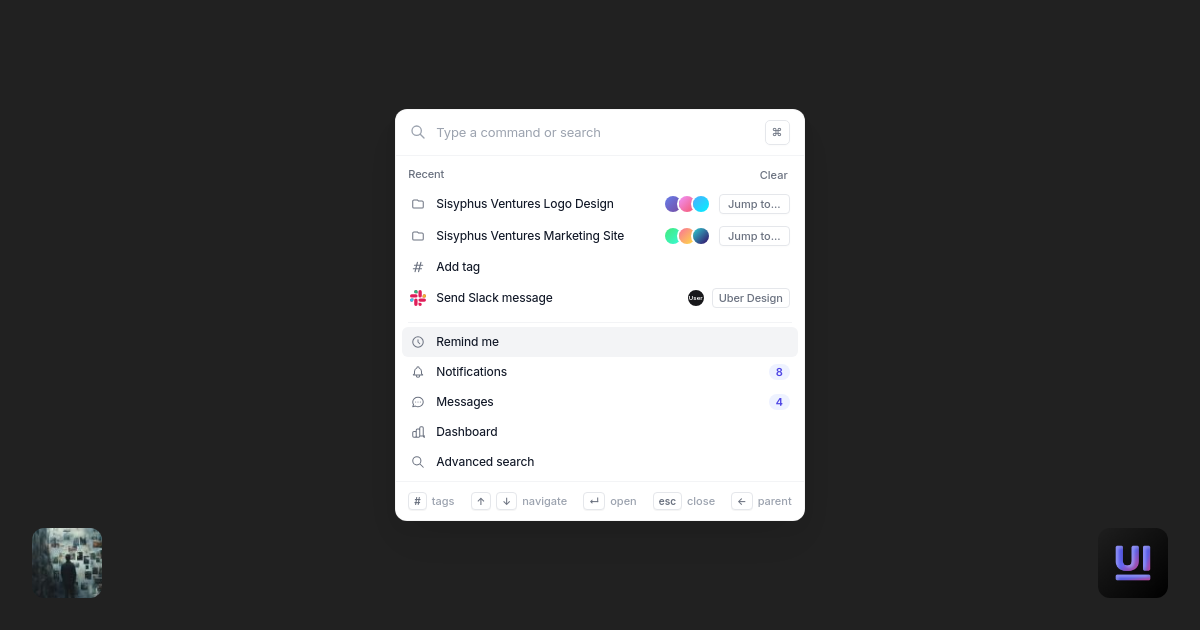 Type a command or search ⌘
Recent Clear
Sisyphus Ventures Logo Design Jump to...
Sisyphus Ventures Marketing Site Jump to...
# Add tag
Send Slack message Uber Uber Design
Remind me
Notifications 8
Messages 4
Dashboard
Advanced search
# tags ↑ ↓ navigate ↵ open esc close ← parent
UI